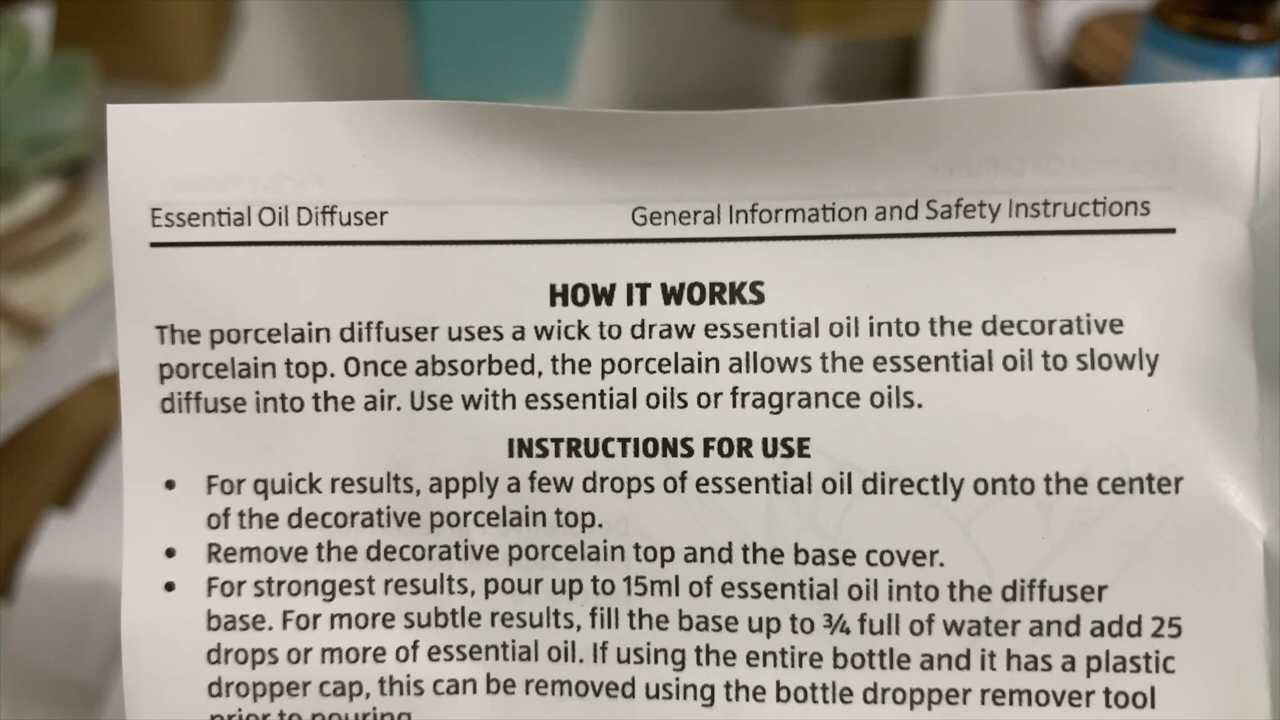 Essential Oil Diffuser
General Information and Safety Instructions
HOW IT WORKS
The porcelain diffuser uses a wick to draw essential oil into the decorative
porcelain top. Once absorbed, the porcelain allows the essential oil to slowly
diffuse into the air. Use with essential oils or fragrance oils.
INSTRUCTIONS FOR USE
• For quick results, apply a few drops of essential oil directly onto the center
of the decorative porcelain top.
• Remove the decorative porcelain top and the base cover.
• For strongest results, pour up to 15ml of essential oil into the diffuser
base. For more subtle results, fill the base up to ¾ full of water and add 25
drops or more of essential oil. If using the entire bottle and it has a plastic
dropper cap, this can be removed using the bottle dropper remover tool
prior to pouring